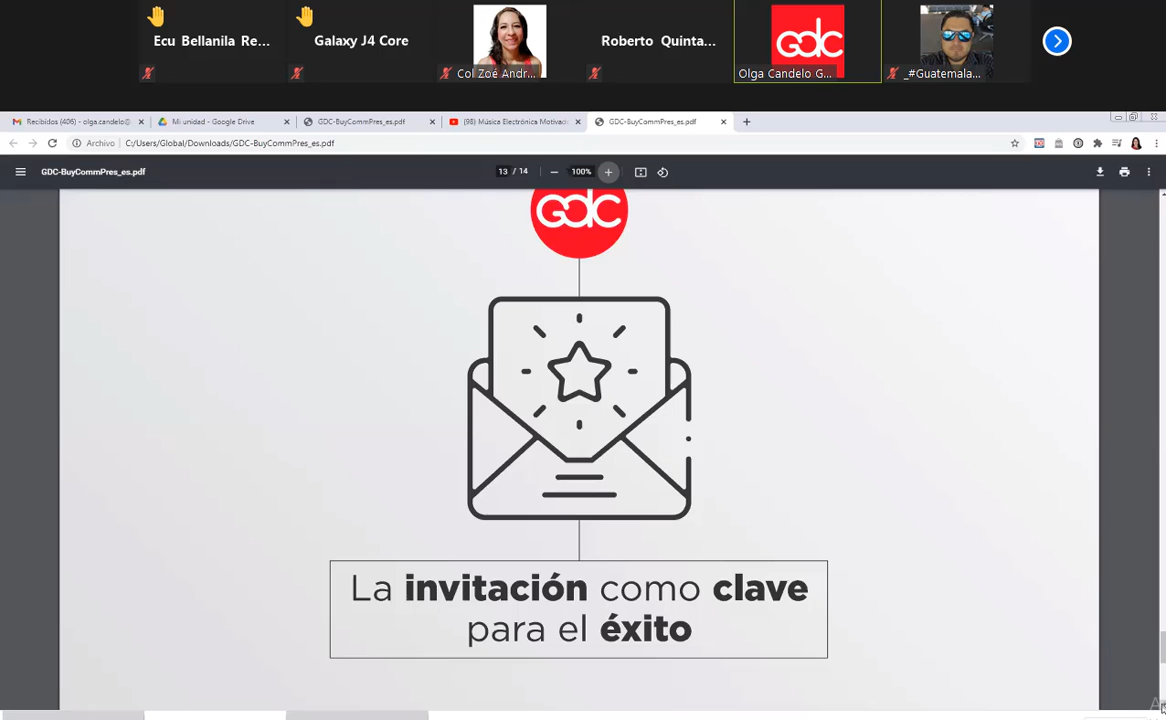 Ecu Bellanila Re...
Galaxy J4 Core
Col Zoé Andr...
Roberto Quinta...
gdc
Olga Candelo G...
_#Guatemala...
Recibidos (406) - olga.candelo@
Mi unidad - Google Drive
GDC-BuyCommPres_es.pdf
(98) Música Electrónica Motivad
GDC-BuyCommPres_es.pdf
Archivo
C:/Users/Global/Downloads/GDC-BuyCommPres_es.pdf
GDC-BuyCommPres_es.pdf
13 / 14
100%
gdc
La invitación como clave
para el éxito